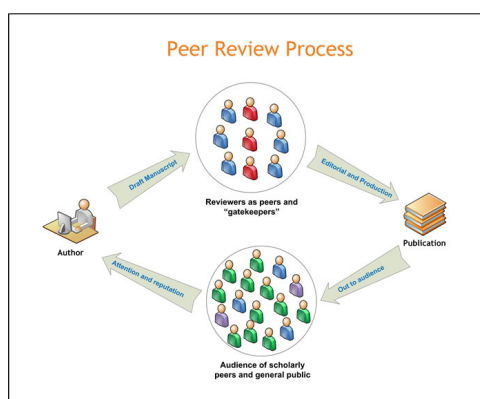 Peer Review Process
Draft Manuscript
Reviewers as peers and
“gatekeepers”
Editorial and Production
Author
Publication
Attention and reputation
Out to audience
Audience of scholarly
peers and general public